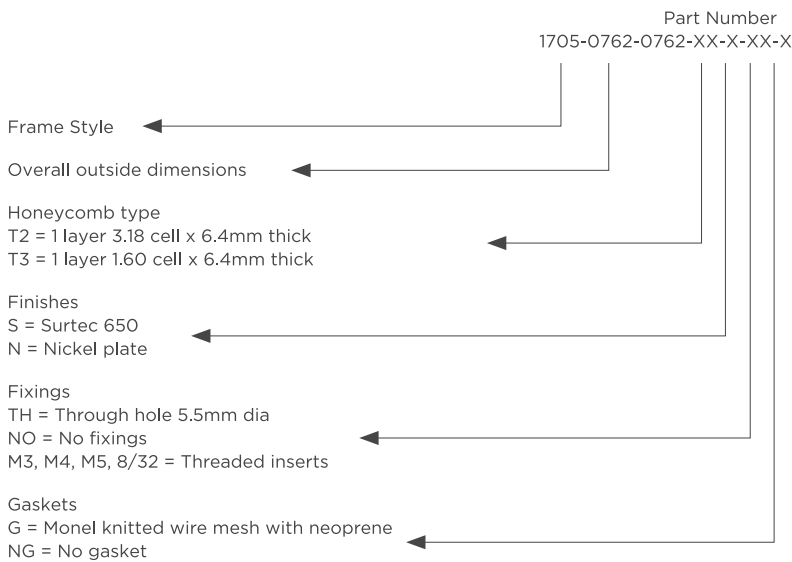 Part Number
1705-0762-0762-XX-X-XX-X
Frame Style
Overall outside dimensions
Honeycomb type
T2 = 1 layer 3.18 cell x 6.4mm thick
T3 = 1 layer 1.60 cell x 6.4mm thick
Finishes
S = Surtec 650
N = Nickel plate
Fixings
TH = Through hole 5.5mm dia
NO = No fixings
M3, M4, M5, 8/32 = Threaded inserts
Gaskets
G = Monel knitted wire mesh with neoprene
NG = No gasket